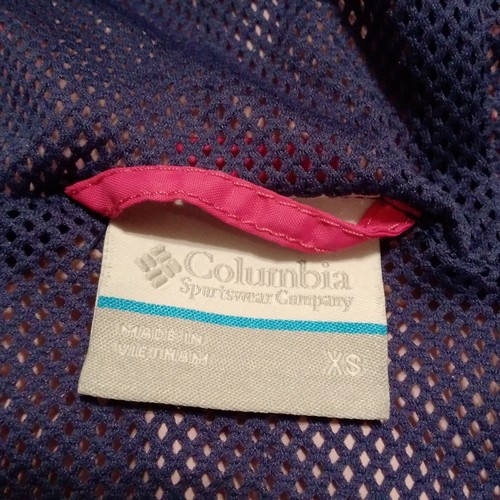 Columbia
Sportswear Company
MADE IN
VIETNAM
XS